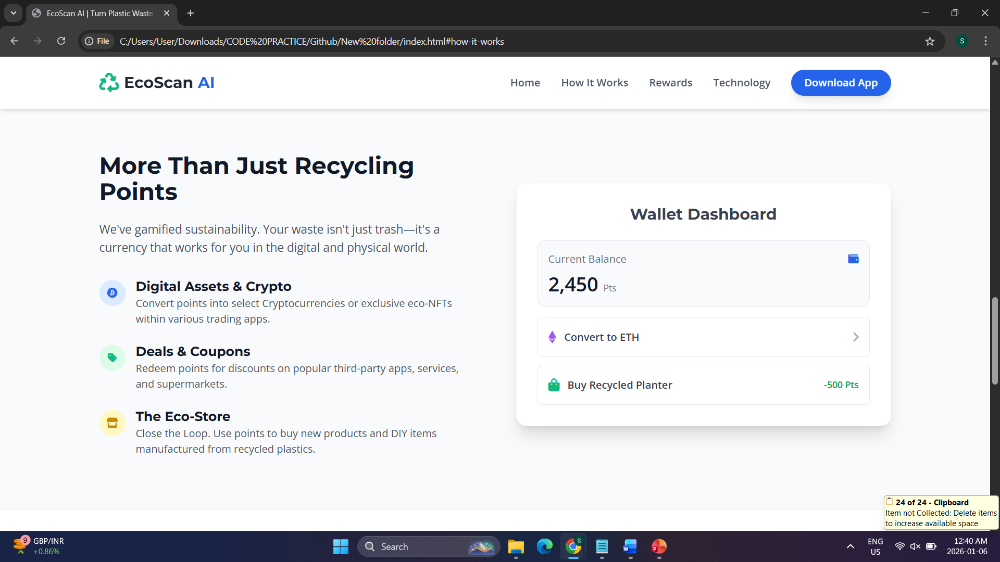 EcoScan AI | Turn Plastic Waste
File
C:/Users/User/Downloads/CODE%20PRACTICE/Github/New%20folder/index.html#how-it-works
S
EcoScan AI
Home
How It Works
Rewards
Technology
Download App
More Than Just Recycling
Points
We've gamified sustainability. Your waste isn't just trash—it's a
currency that works for you in the digital and physical world.
Digital Assets & Crypto
Convert points into select Cryptocurrencies or exclusive eco-NFTs
within various trading apps.
Deals & Coupons
Redeem points for discounts on popular third-party apps, services,
and supermarkets.
The Eco-Store
Close the Loop. Use points to buy new products and DIY items
manufactured from recycled plastics.
Wallet Dashboard
Current Balance
2,450 Pts
Convert to ETH
Buy Recycled Planter
-500 Pts
24 of 24 - Clipboard
Item not Collected: Delete items
to increase available space
9
GBP/INR
+0.86%
Search
S
W
P
ENG
US
12:40 AM
2026-01-06